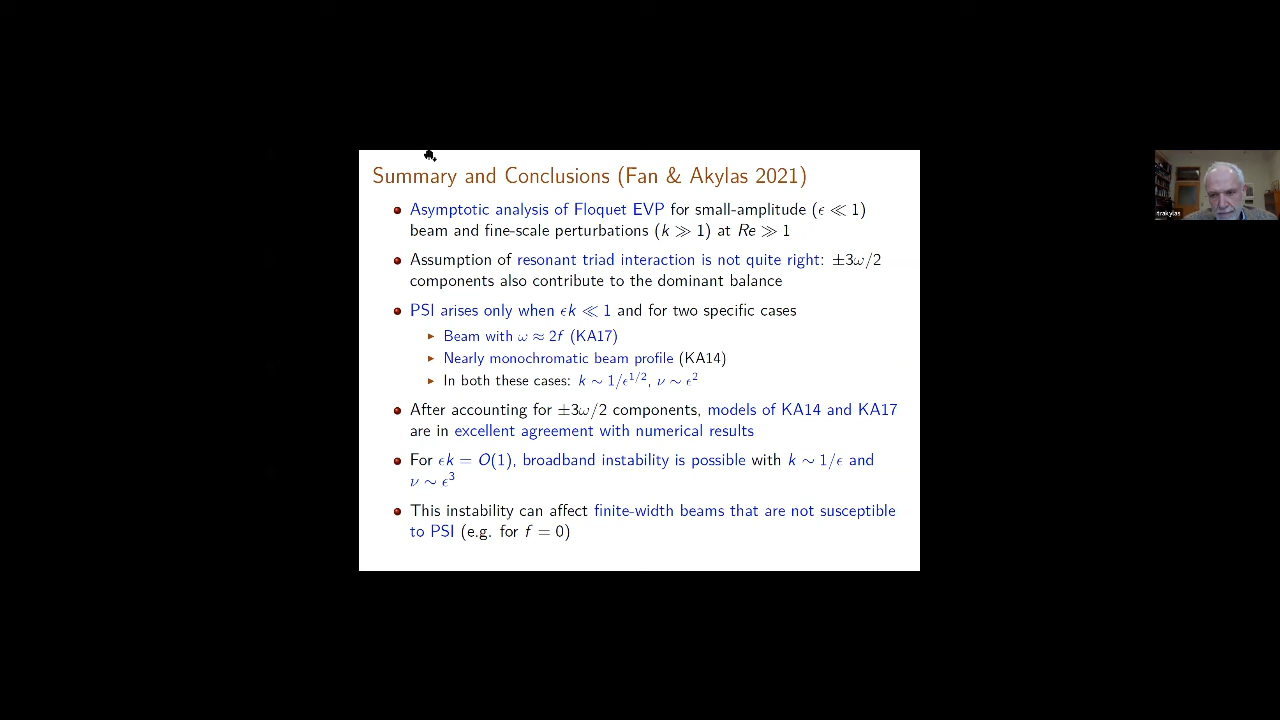 Summary and Conclusions (Fan & Akylas 2021)
Asymptotic analysis of Floquet EVP for small-amplitude (ϵ ≪ 1)
beam and fine-scale perturbations (k ≫ 1) at Re ≫ 1
Assumption of resonant triad interaction is not quite right: ±3ω/2
components also contribute to the dominant balance
PSI arises only when ϵk ≪ 1 and for two specific cases
Beam with ω ≈ 2f (KA17)
Nearly monochromatic beam profile (KA14)
In both these cases: k ∼ 1/ϵ^{1/2}, ν ∼ ϵ^2
After accounting for ±3ω/2 components, models of KA14 and KA17
are in excellent agreement with numerical results
For ϵk = O(1), broadband instability is possible with k ∼ 1/ϵ and
ν ∼ ϵ^3
This instability can affect finite-width beams that are not susceptible
to PSI (e.g. for f = 0)
trakylas